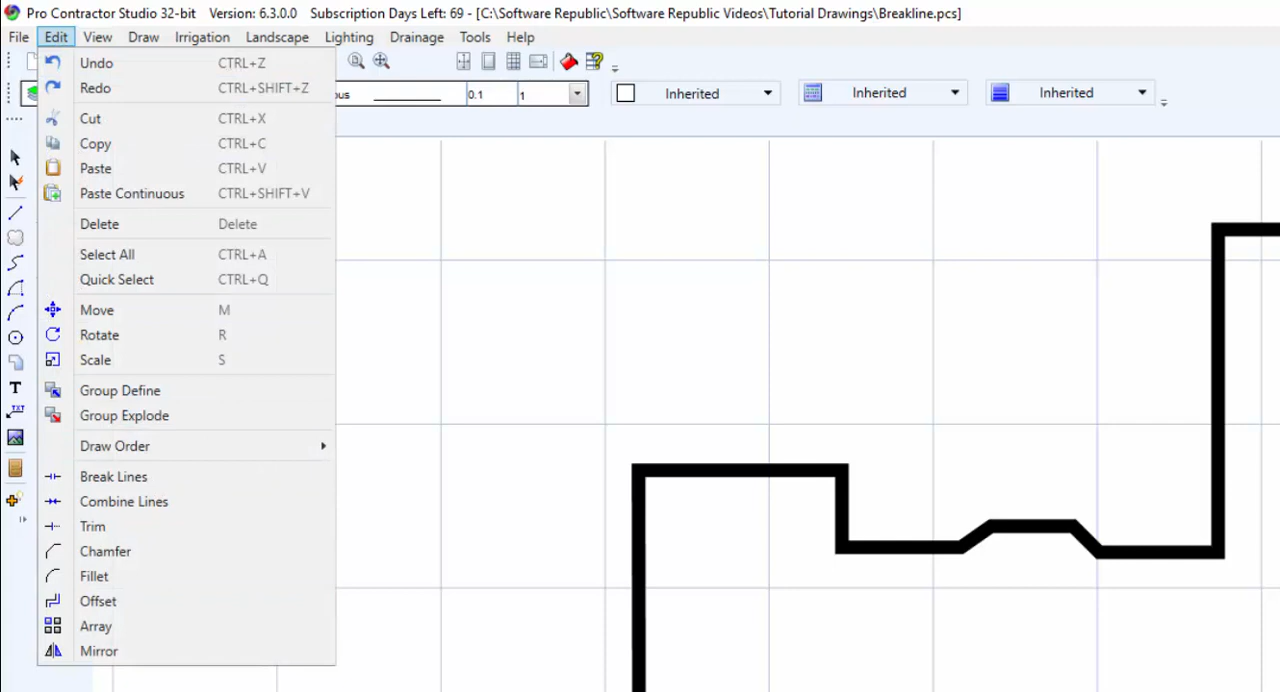 Pro Contractor Studio 32-bit Version: 6.3.0.0 Subscription Days Left: 69 - [C:\Software Republic\Software Republic Videos\Tutorial Drawings\Breakline.pcs]
File Edit View Draw Irrigation Landscape Lighting Drainage Tools Help
ous 0.1 1 Inherited Inherited Inherited
Undo CTRL+Z
Redo CTRL+SHIFT+Z
Cut CTRL+X
Copy CTRL+C
Paste CTRL+V
Paste Continuous CTRL+SHIFT+V
Delete Delete
Select All CTRL+A
Quick Select CTRL+Q
Move M
Rotate R
Scale S
Group Define
Group Explode
Draw Order
Break Lines
Combine Lines
Trim
Chamfer
Fillet
Offset
Array
Mirror
T
TXT